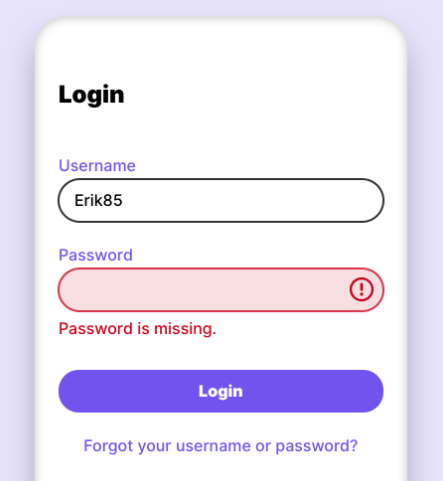 Login
Username
Erik85
Password
Password is missing.
Login
Forgot your username or password?